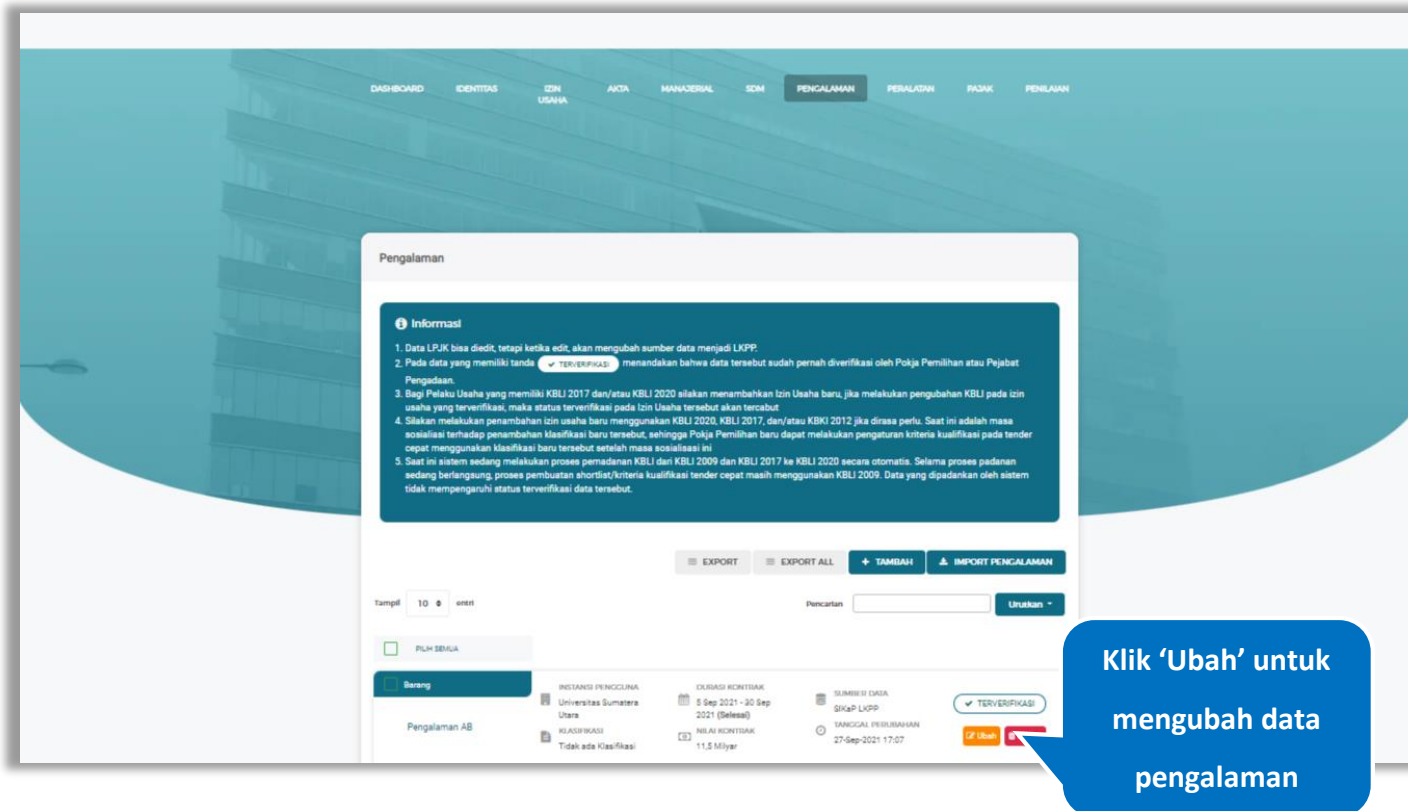 DASHBOARD IDENTITAS IZIN USAHA AKTA MANAJERIAL SDM PENGALAMAN PERALATAN PAJAK PENILAIAN
Pengalaman
Informasi
1. Data LPJK bisa diedit, tetapi ketika edit, akan mengubah sumber data menjadi LKPP.
2. Pada data yang memiliki tanda TERVERIFIKASI menandakan bahwa data tersebut sudah pernah diverifikasi oleh Pokja Pemilihan atau Pejabat
Pengadaan.
3. Bagi Pelaku Usaha yang memiliki KBLI 2017 dan/atau KBLI 2020 silakan menambahkan Izin Usaha baru, jika melakukan pengubahan KBLI pada izin
usaha yang terverifikasi, maka status terverifikasi pada Izin Usaha tersebut akan tercabut
4. Silakan melakukan penambahan izin usaha baru menggunakan KBLI 2020, KBLI 2017, dan/atau KBKI 2012 jika dirasa perlu. Saat ini adalah masa
sosialiasi terhadap penambahan klasifikasi baru tersebut, sehingga Pokja Pemilihan baru dapat melakukan pengaturan kriteria kualifikasi pada tender
cepat menggunakan klasifikasi baru tersebut setelah masa sosialisasi ini
5. Saat ini sistem sedang melakukan proses pemadanan KBLI dari KBLI 2009 dan KBLI 2017 ke KBLI 2020 secara otomatis. Selama proses padanan
sedang berlangsung, proses pembuatan shortlist/kriteria kualifikasi tender cepat masih menggunakan KBLI 2009. Data yang dipadankan oleh sistem
tidak mempengaruhi status terverifikasi data tersebut.
EXPORT EXPORT ALL + TAMBAH IMPORT PENGALAMAN
Tampil 10 entri Pencarian Urutkan
PILIH SEMUA
Barang
Pengalaman AB
INSTANSI PENGGUNA
Universitas Sumatera
Utara
KLASIFIKASI
Tidak ada Klasifikasi
DURASI KONTRAK
5 Sep 2021 - 30 Sep
2021 (Selesai)
NILAI KONTRAK
11,5 Milyar
SUMBER DATA
SIKaP LKPP
TANGGAL PERUBAHAN
27-Sep-2021 17:07
TERVERIFIKASI
Ubah
Klik ‘Ubah’ untuk
mengubah data
pengalaman